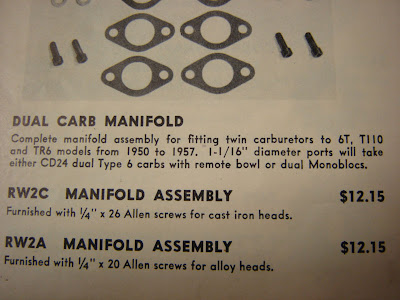 DUAL CARB MANIFOLD
Complete manifold assembly for fitting twin carburetors to 6T, T110
and TR6 models from 1950 to 1957. 1-1/16" diameter ports will take
either CD24 dual Type 6 carbs with remote bowl or dual Monoblocs.
RW2C MANIFOLD ASSEMBLY $12.15
Furnished with 1/4" x 26 Allen screws for cast iron heads.
RW2A MANIFOLD ASSEMBLY $12.15
Furnished with 1/4" x 20 Allen screws for alloy heads.